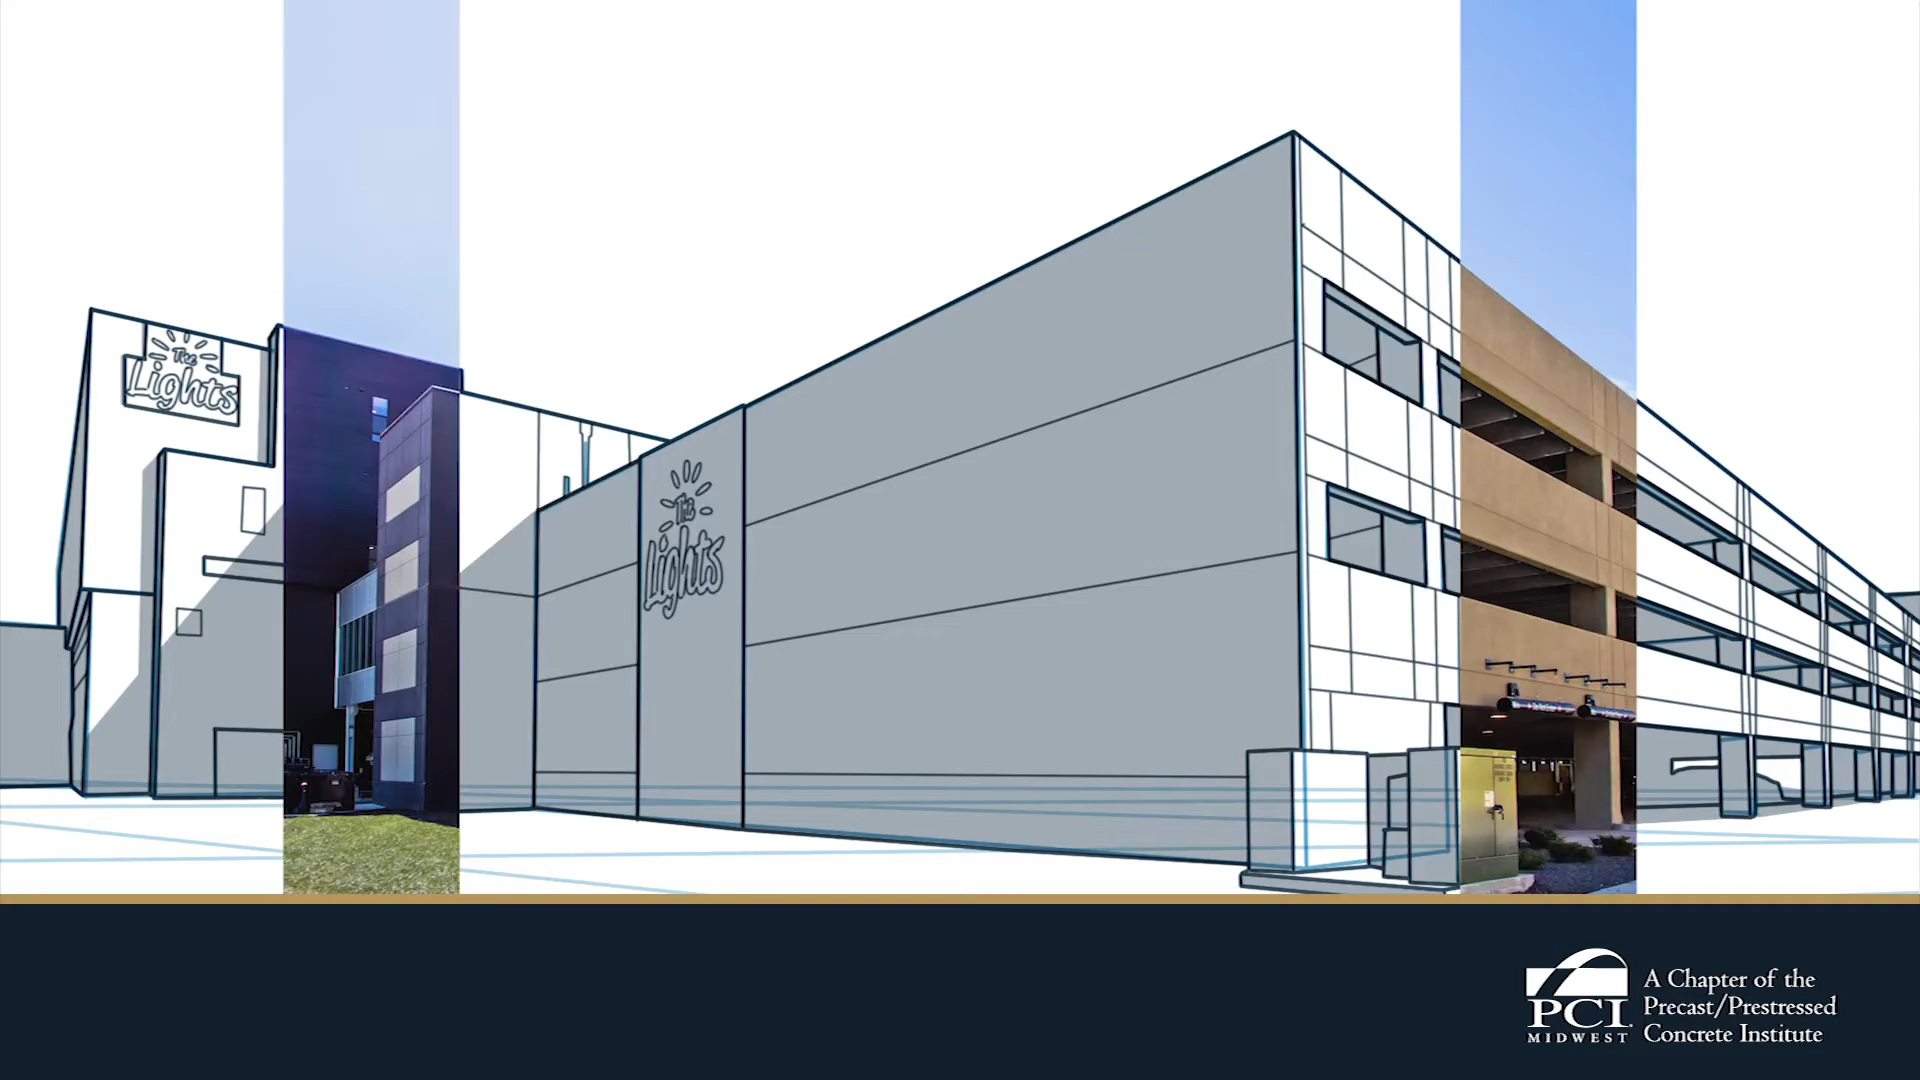 The
Lights
The
Lights
PCI
MIDWEST
A Chapter of the
Precast/Prestressed
Concrete Institute